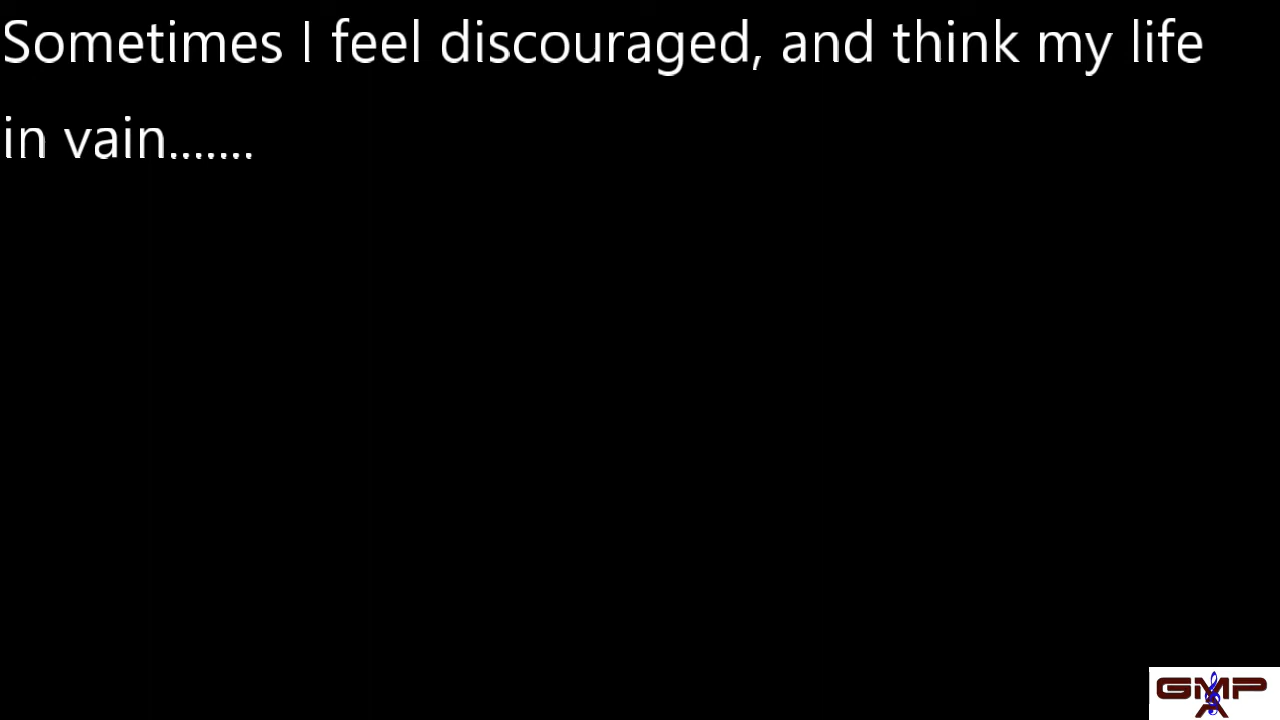 Sometimes I feel discouraged, and think my life
in vain.......
GMP
A